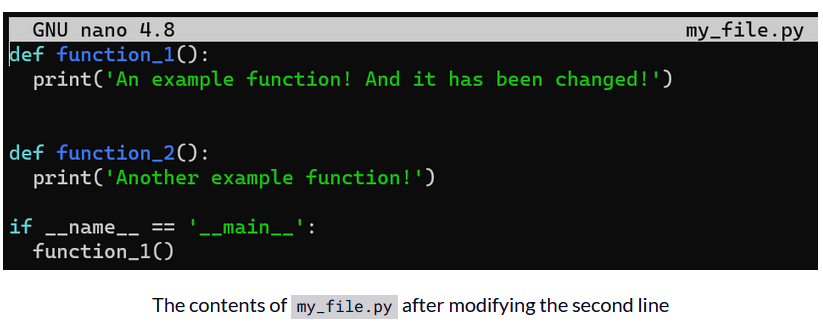 GNU nano 4.8 my_file.py
def function_1():
  print('An example function! And it has been changed!')
def function_2():
  print('Another example function!')
if __name__ == '__main__':
  function_1()
The contents of my_file.py after modifying the second line